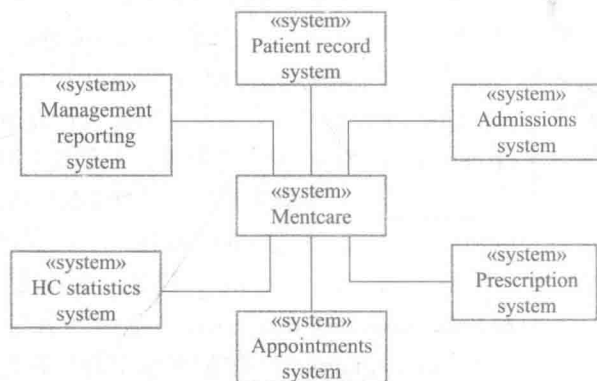 «system»
Patient record
system
«system»
Management
reporting
system
«system»
Admissions
system
«system»
Mentcare
«system»
HC statistics
system
«system»
Prescription
system
«system»
Appointments
system